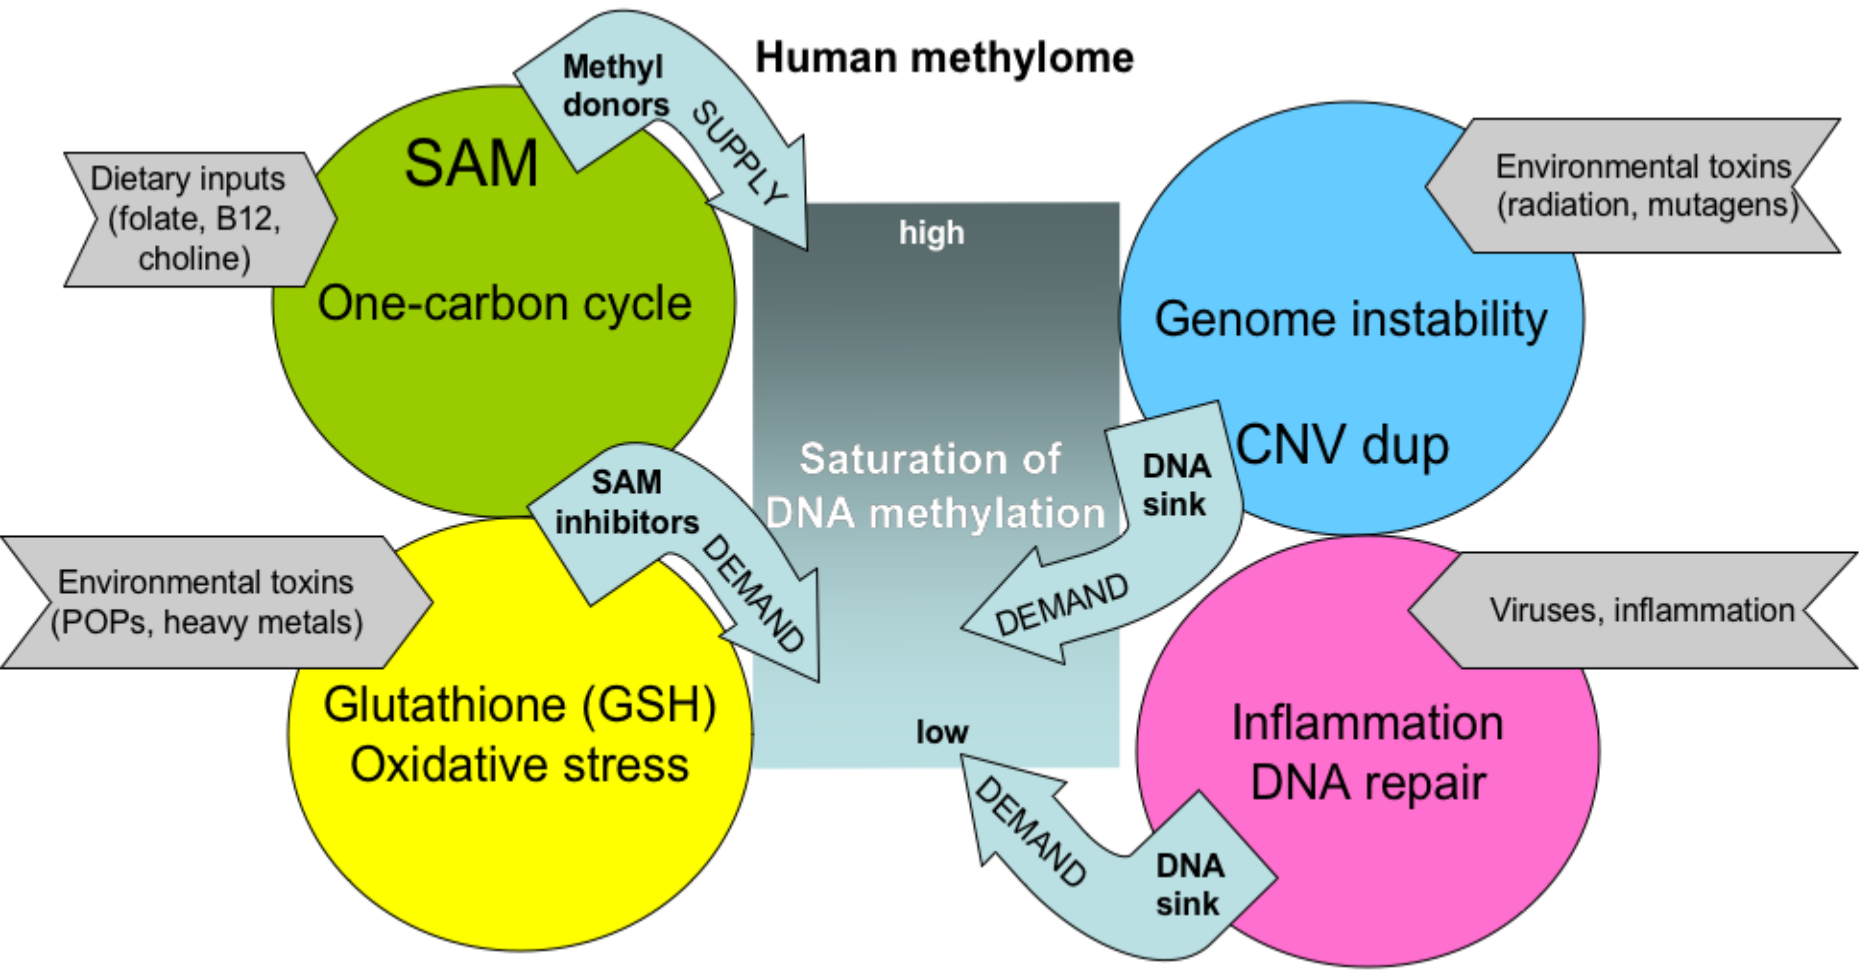 Human methylome
Methyl
donors
SUPPLY
SAM
One-carbon cycle
Dietary inputs
(folate, B12,
choline)
high
Saturation of
DNA methylation
low
Environmental toxins
(radiation, mutagens)
Genome instability
CNV dup
DNA
sink
DEMAND
SAM
inhibitors
DEMAND
Environmental toxins
(POPs, heavy metals)
Glutathione (GSH)
Oxidative stress
Viruses, inflammation
Inflammation
DNA repair
DNA
sink
DEMAND